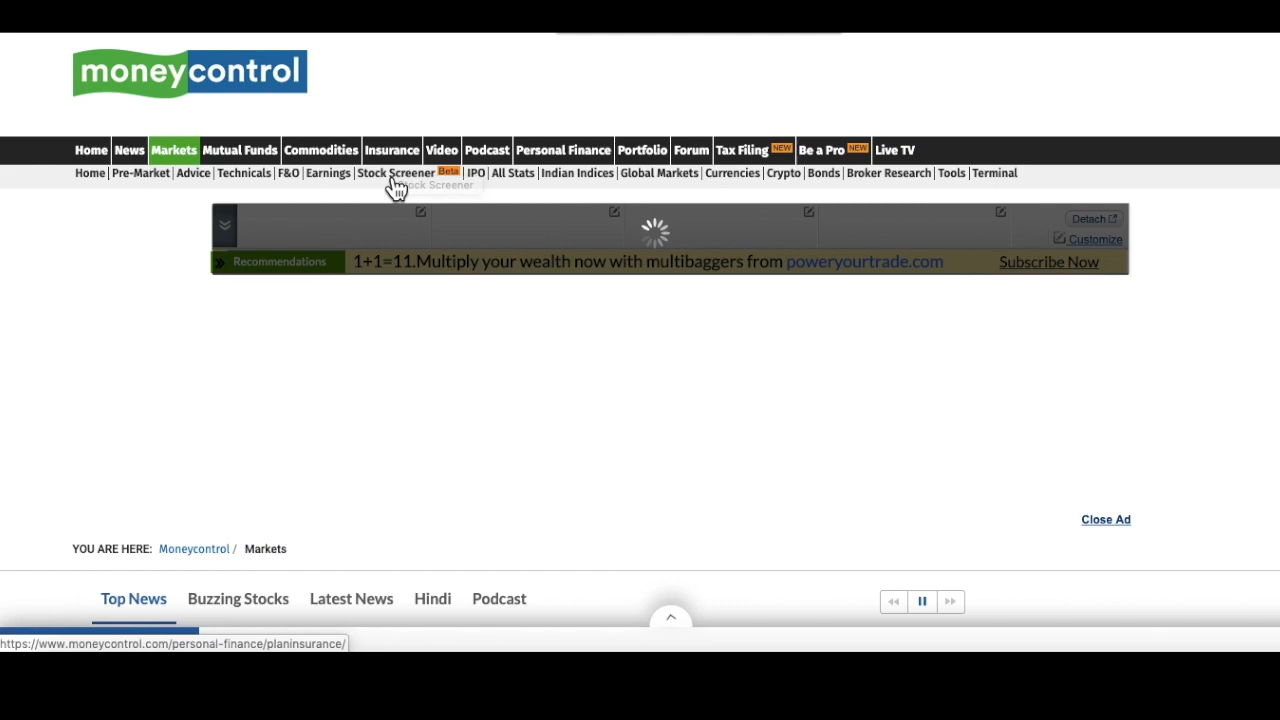 moneycontrol
Home News Markets Mutual Funds Commodities Insurance Video Podcast Personal Finance Portfolio Forum Tax Filing NEW Be a Pro NEW Live TV
Home Pre-Market Advice Technicals F&O Earnings Stock Screener Beta IPO All Stats Indian Indices Global Markets Currencies Crypto Bonds Broker Research Tools Terminal
Stock Screener
Detach
Customize
Recommendations 1+1=11.Multiply your wealth now with multibaggers from poweryourtrade.com Subscribe Now
Close Ad
YOU ARE HERE: Moneycontrol / Markets
Top News Buzzing Stocks Latest News Hindi Podcast
https://www.moneycontrol.com/personal-finance/planinsurance/